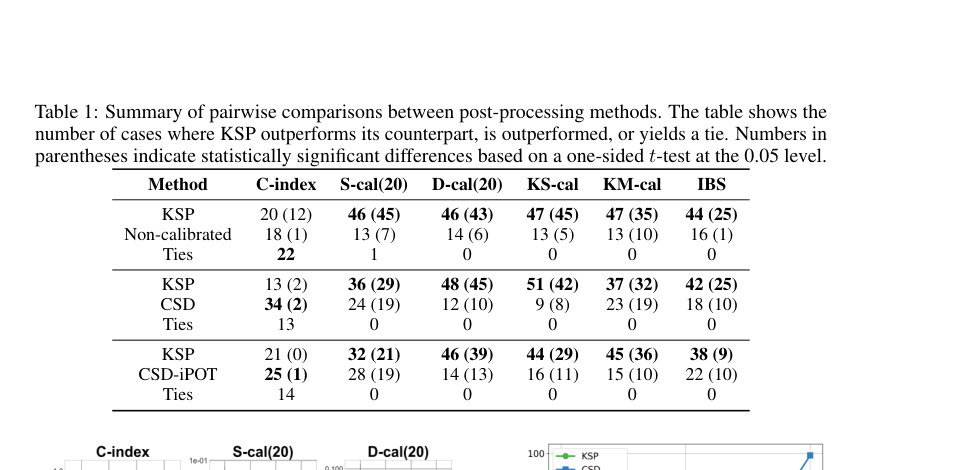 Table 1: Summary of pairwise comparisons between post-processing methods. The table shows the
number of cases where KSP outperforms its counterpart, is outperformed, or yields a tie. Numbers in
parentheses indicate statistically significant differences based on a one-sided t-test at the 0.05 level.
Method C-index S-cal(20) D-cal(20) KS-cal KM-cal IBS
KSP 20 (12) 46 (45) 46 (43) 47 (45) 47 (35) 44 (25)
Non-calibrated 18 (1) 13 (7) 14 (6) 13 (5) 13 (10) 16 (1)
Ties 22 1 0 0 0 0
KSP 13 (2) 36 (29) 48 (45) 51 (42) 37 (32) 42 (25)
CSD 34 (2) 24 (19) 12 (10) 9 (8) 23 (19) 18 (10)
Ties 13 0 0 0 0 0
KSP 21 (0) 32 (21) 46 (39) 44 (29) 45 (36) 38 (9)
CSD-iPOT 25 (1) 28 (19) 14 (13) 16 (11) 15 (10) 22 (10)
Ties 14 0 0 0 0 0
C-index S-cal(20) D-cal(20)
1e-01
100
KSP
CSD